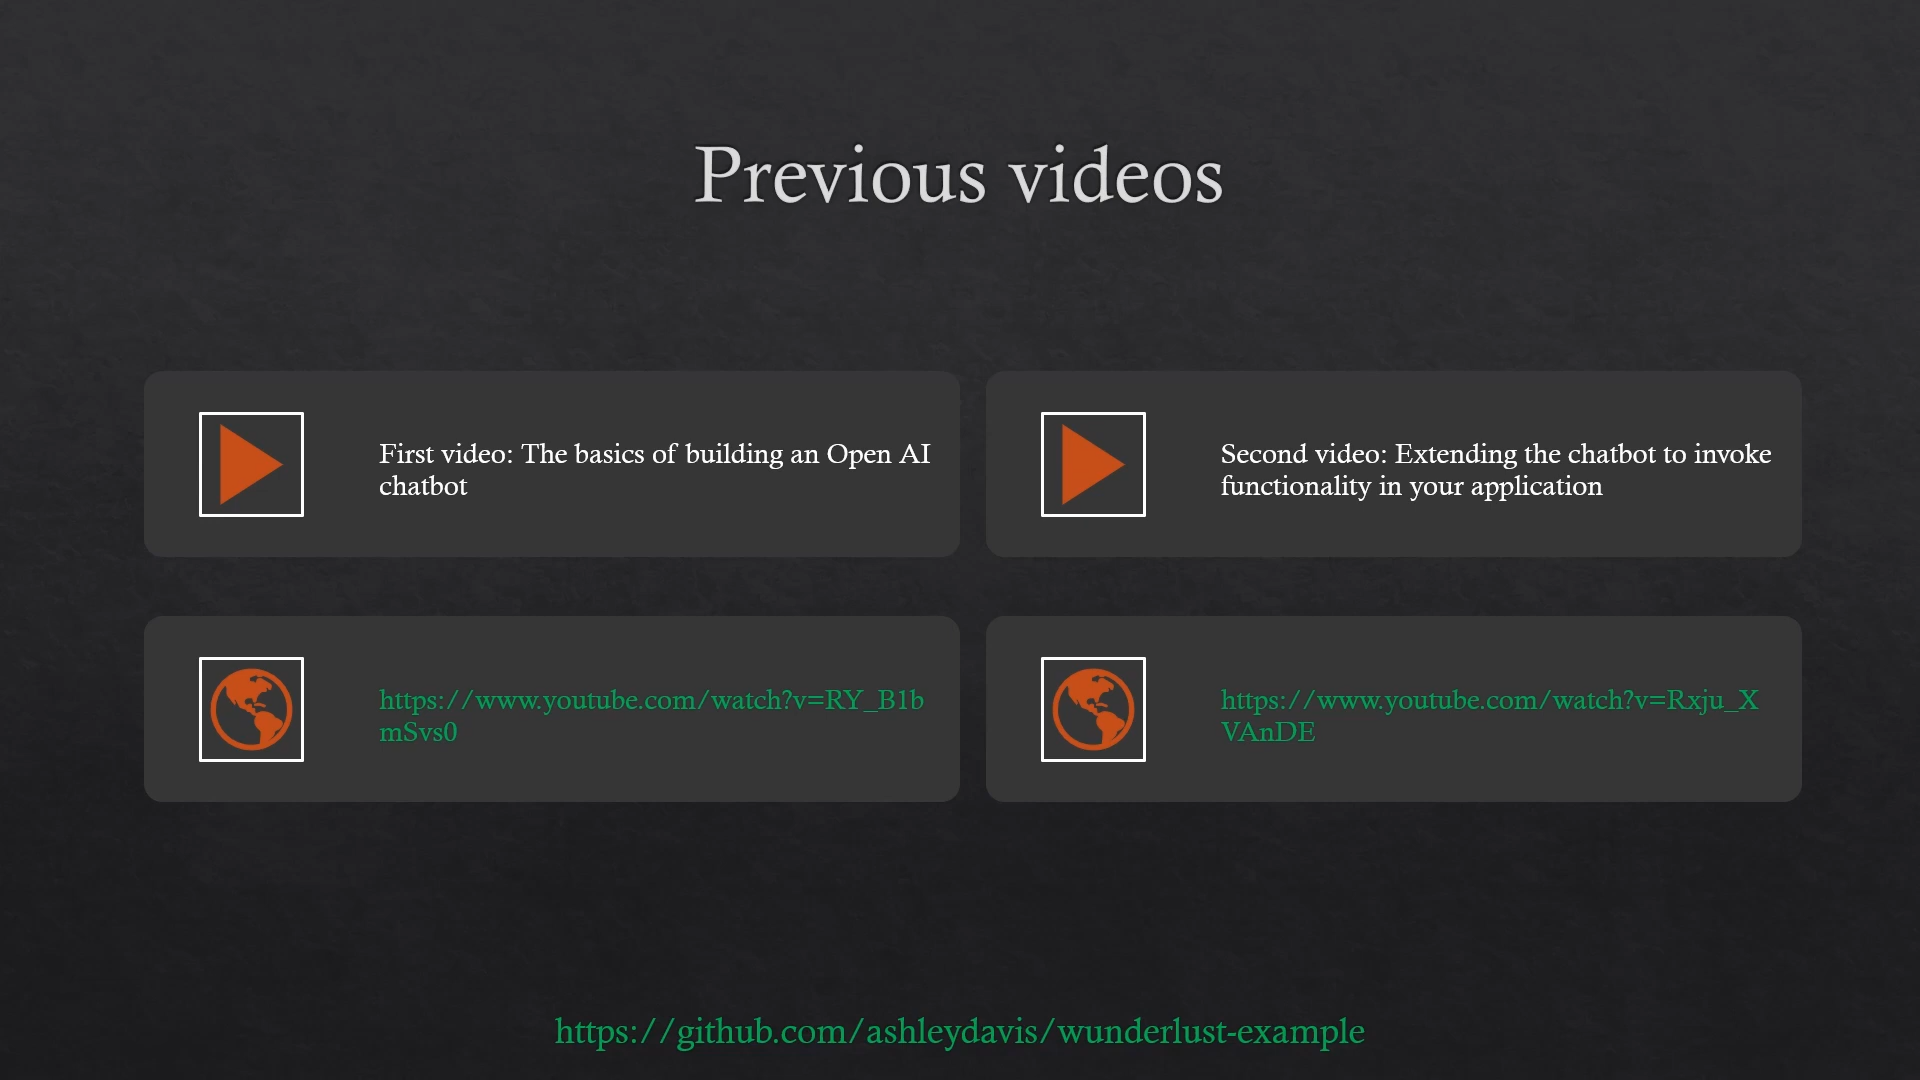 Previous videos
First video: The basics of building an Open AI
chatbot
Second video: Extending the chatbot to invoke
functionality in your application
https://www.youtube.com/watch?v=RY_B1b
mSvs0
https://www.youtube.com/watch?v=Rxju_X
VAnDE
https://github.com/ashleydavis/wunderlust-example